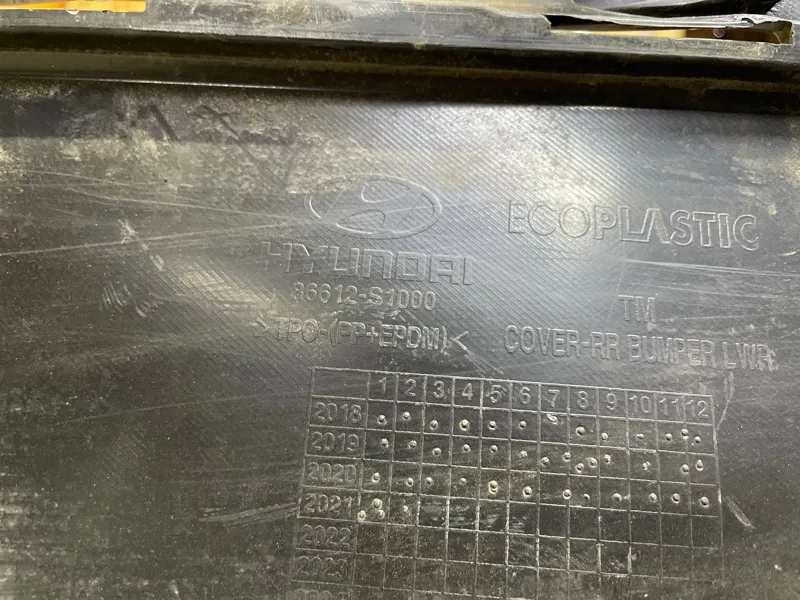 ECOPLASTIC
HYUNDAI
86612-S1000
TM
>TPO-(PP+EPDM)<
COVER-RR BUMPER LWR
1 2 3 4 5 6 7 8 9 10 11 12
2018
2019
2020
2021
2022
2023